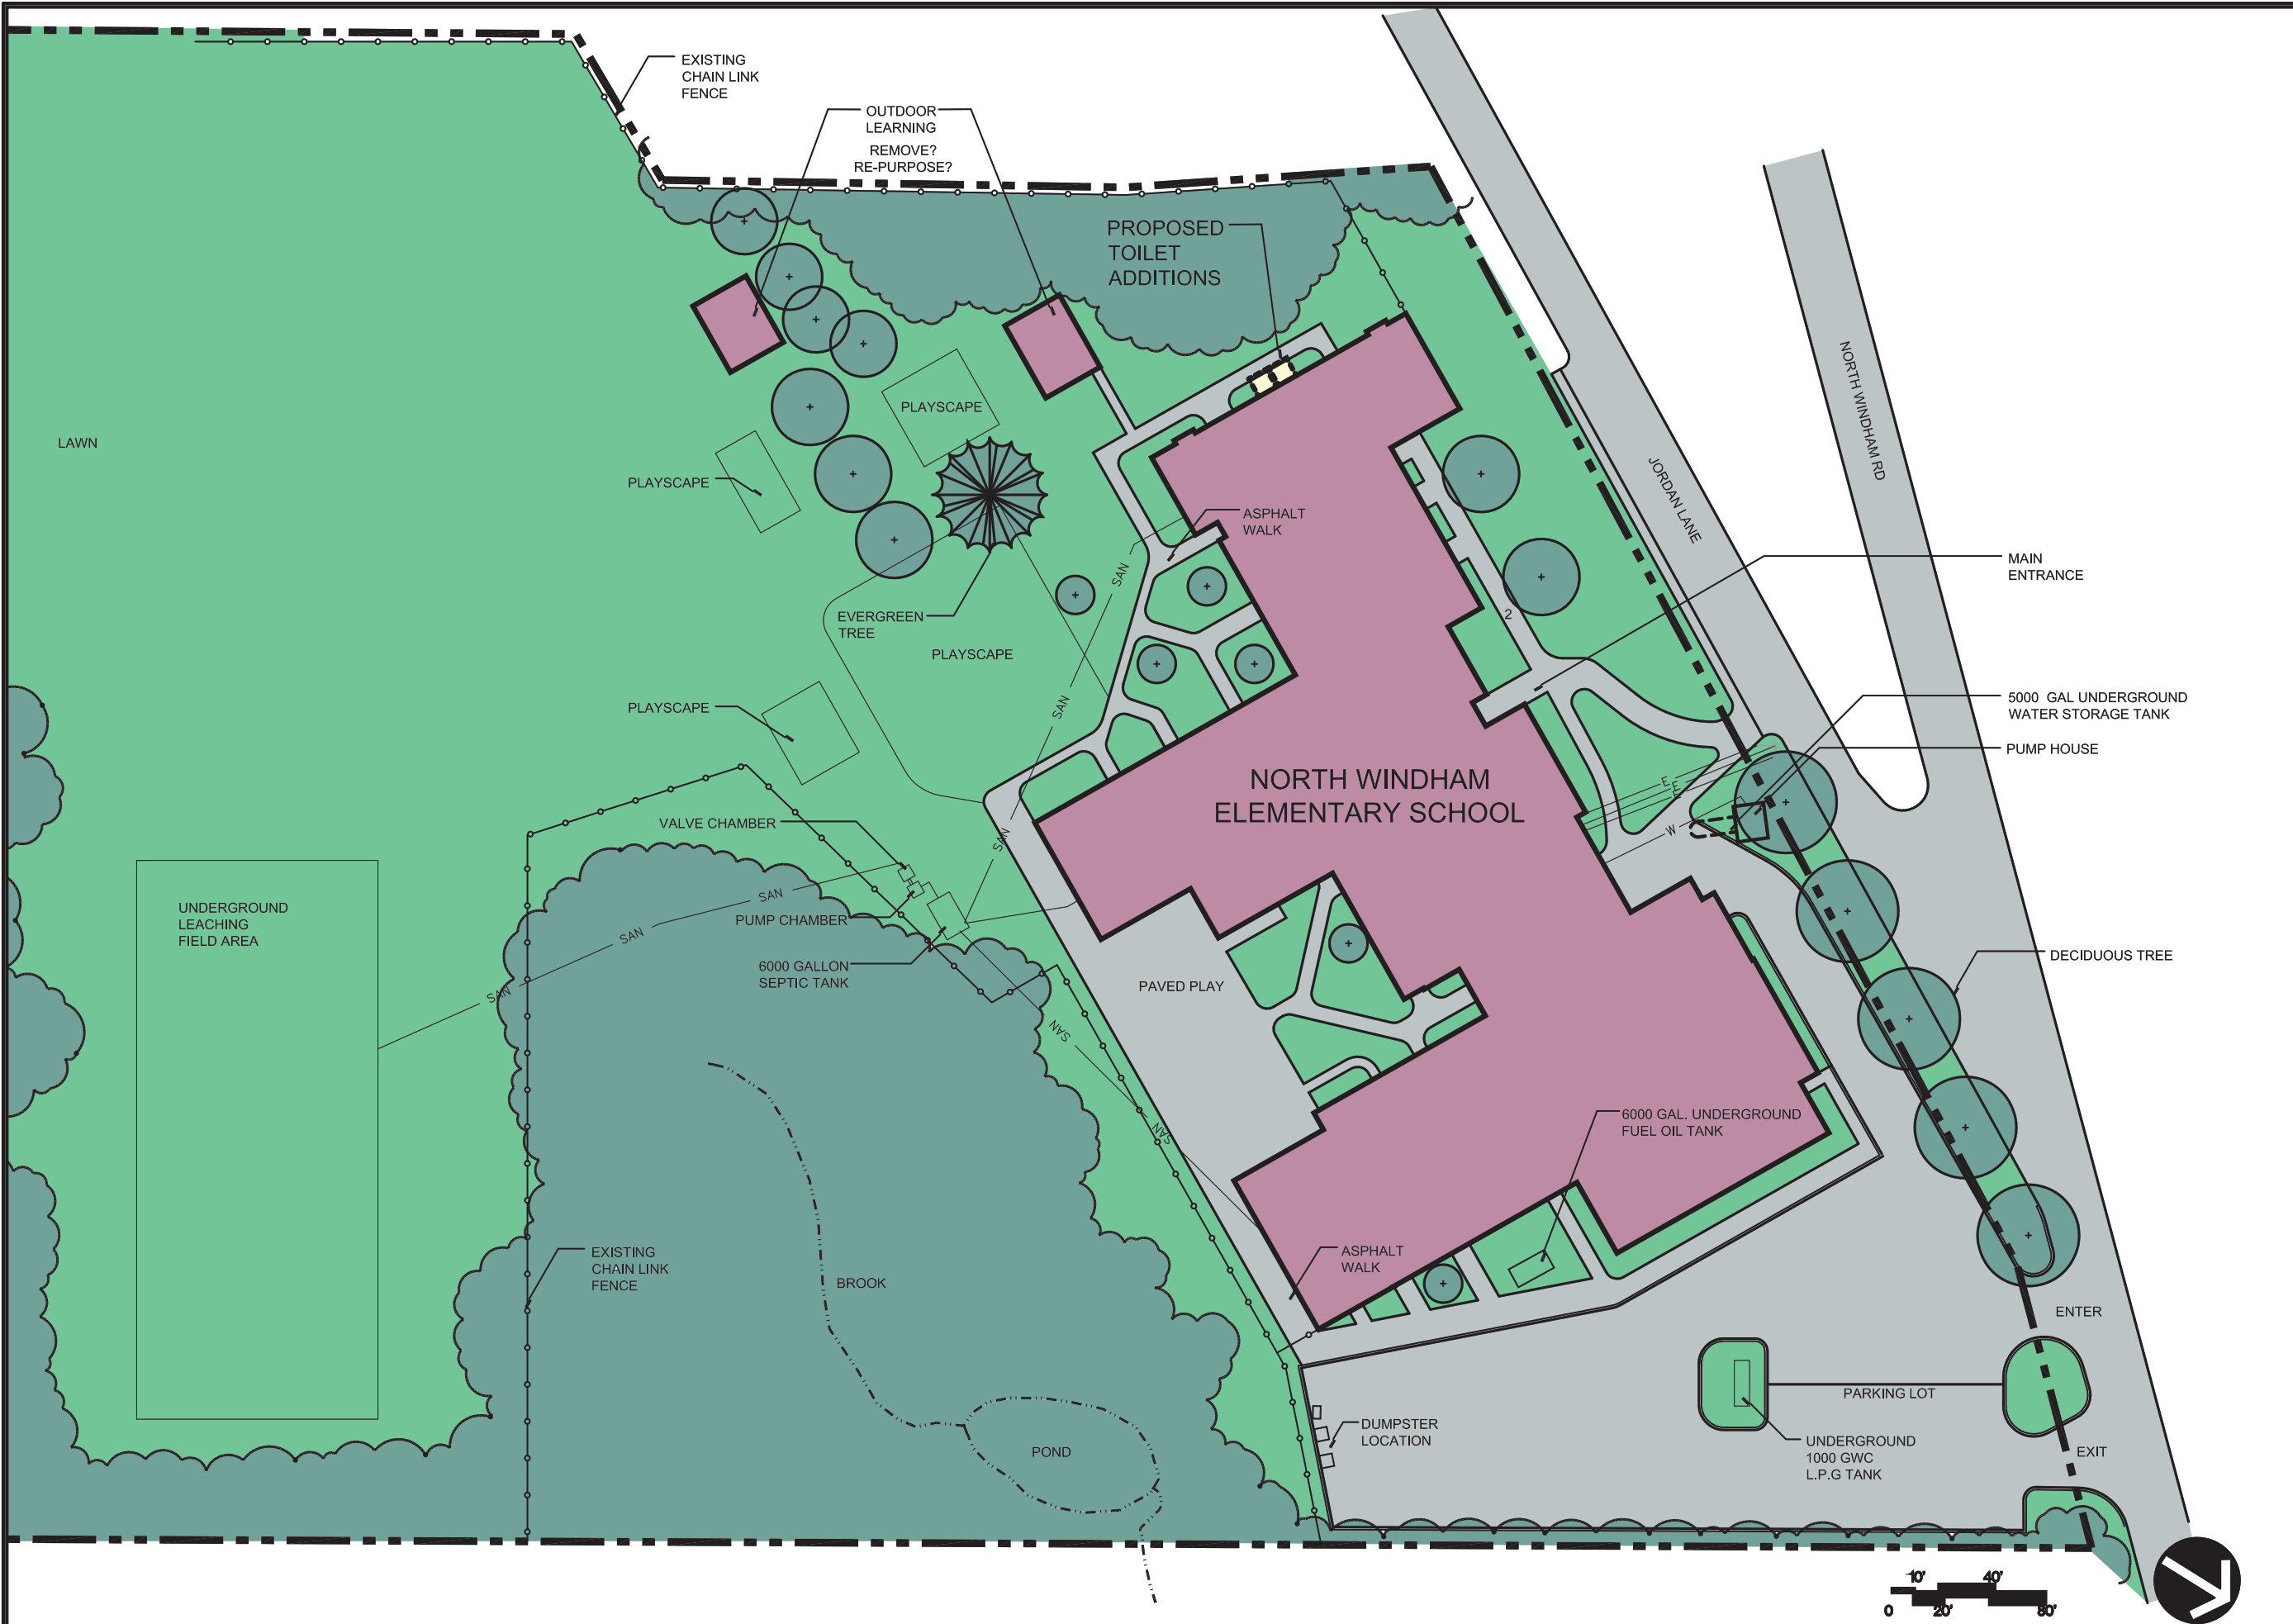 EXISTING
CHAIN LINK
FENCE
OUTDOOR
LEARNING
REMOVE?
RE-PURPOSE?
PROPOSED
TOILET
ADDITIONS
NORTH WINDHAM RD
JORDAN LANE
LAWN
PLAYSCAPE
PLAYSCAPE
ASPHALT
WALK
SAN
MAIN
ENTRANCE
EVERGREEN
TREE
2
PLAYSCAPE
PLAYSCAPE
SAN
5000 GAL UNDERGROUND
WATER STORAGE TANK
PUMP HOUSE
NORTH WINDHAM
ELEMENTARY SCHOOL
E
E
E
W
VALVE CHAMBER
SAN
SAN
PUMP CHAMBER
UNDERGROUND
LEACHING
FIELD AREA
SAN
SAN
6000 GALLON
SEPTIC TANK
PAVED PLAY
DECIDUOUS TREE
SAN
SAN
6000 GAL. UNDERGROUND
FUEL OIL TANK
EXISTING
CHAIN LINK
FENCE
BROOK
ASPHALT
WALK
ENTER
PARKING LOT
DUMPSTER
LOCATION
POND
UNDERGROUND
1000 GWC
L.P.G TANK
EXIT
10' 40'
0 20' 80'